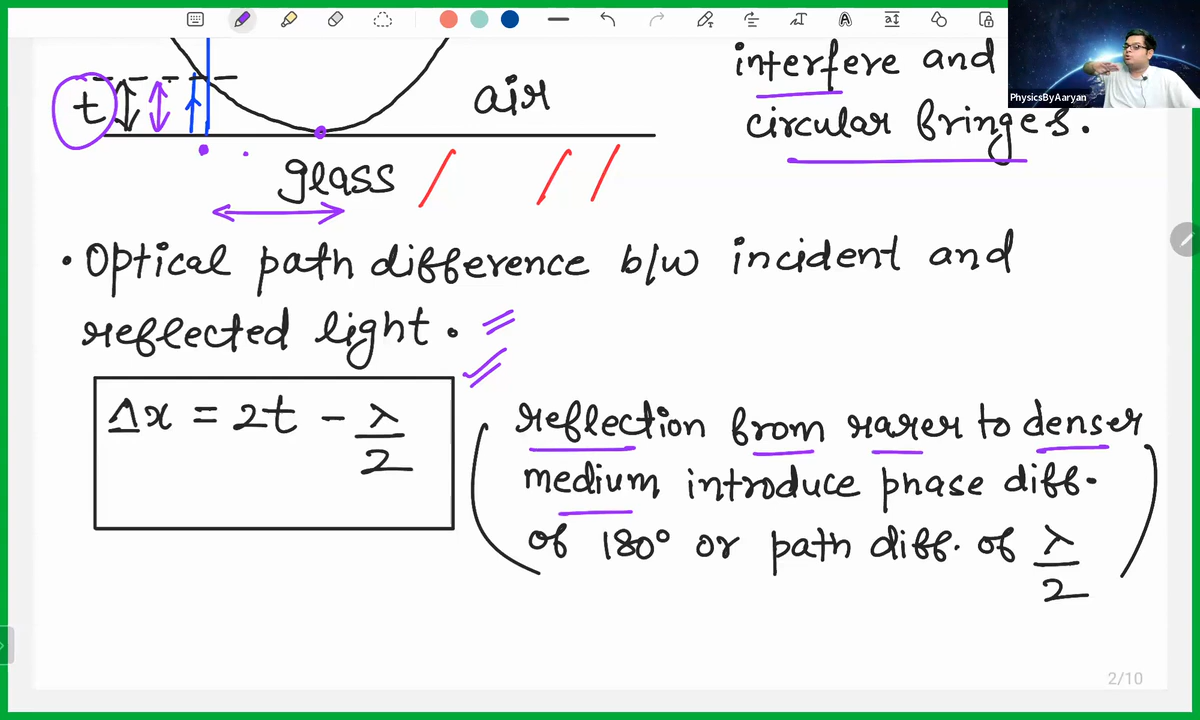 interfere and
PhysicsByAaryan
t
air
circular fringes.
glass
• Optical path difference b/w incident and
reflected light.
Δx = 2t - λ/2
(reflection from rarer to denser
medium introduce phase diff.
of 180° or path diff. of λ/2)
2/10